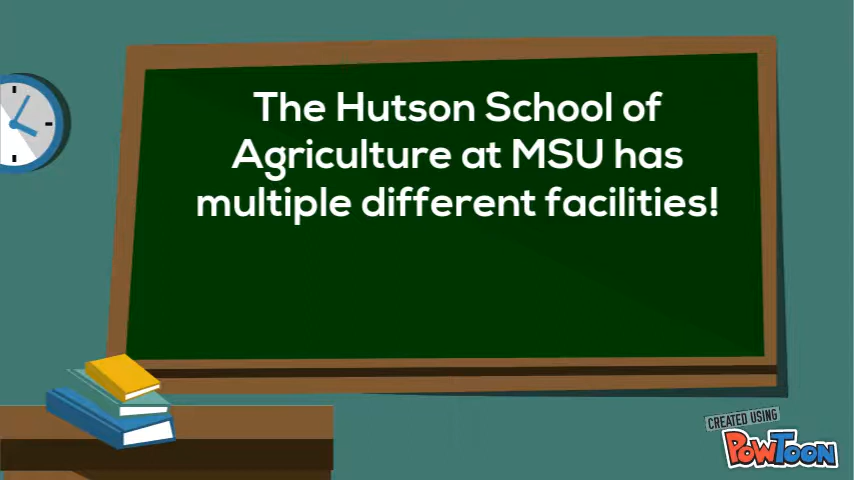 The Hutson School of
Agriculture at MSU has
multiple different facilities!
CREATED USING
POWTOON